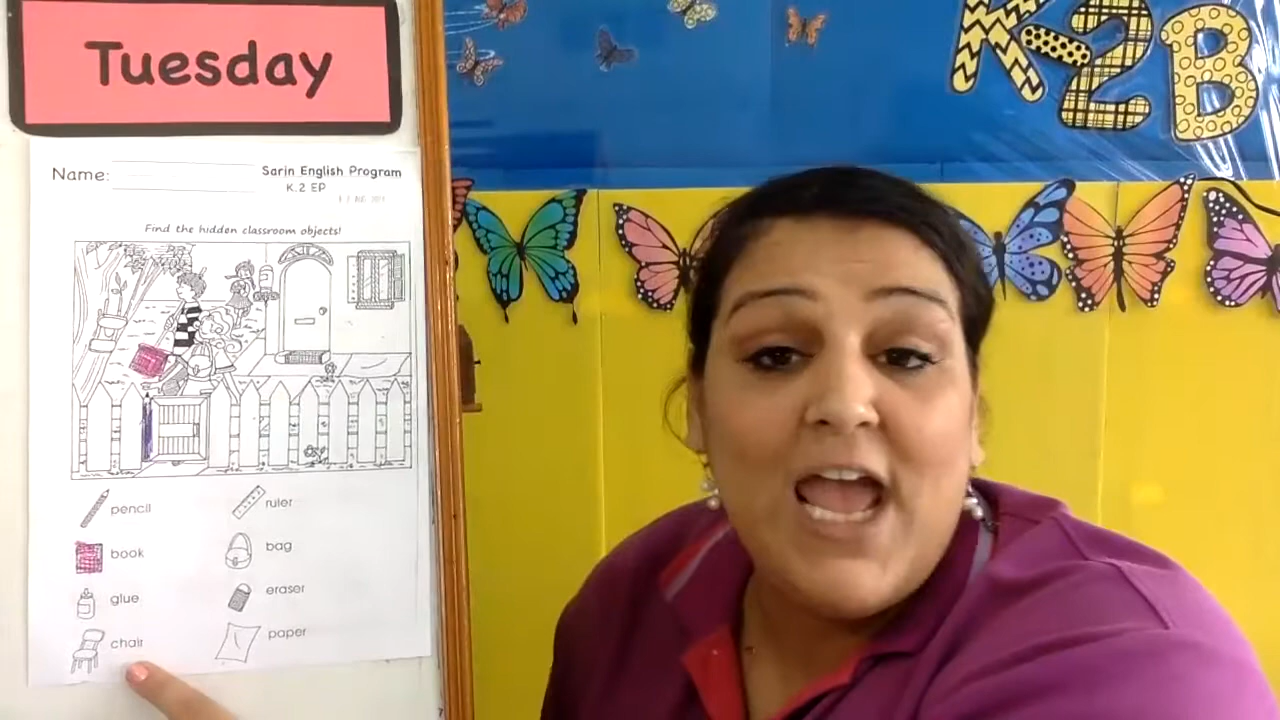 Tuesday
K-2B
Name:
Sarin English Program
K.2 EP
Find the hidden classroom objects!
pencil
ruler
book
bag
glue
eraser
chair
paper